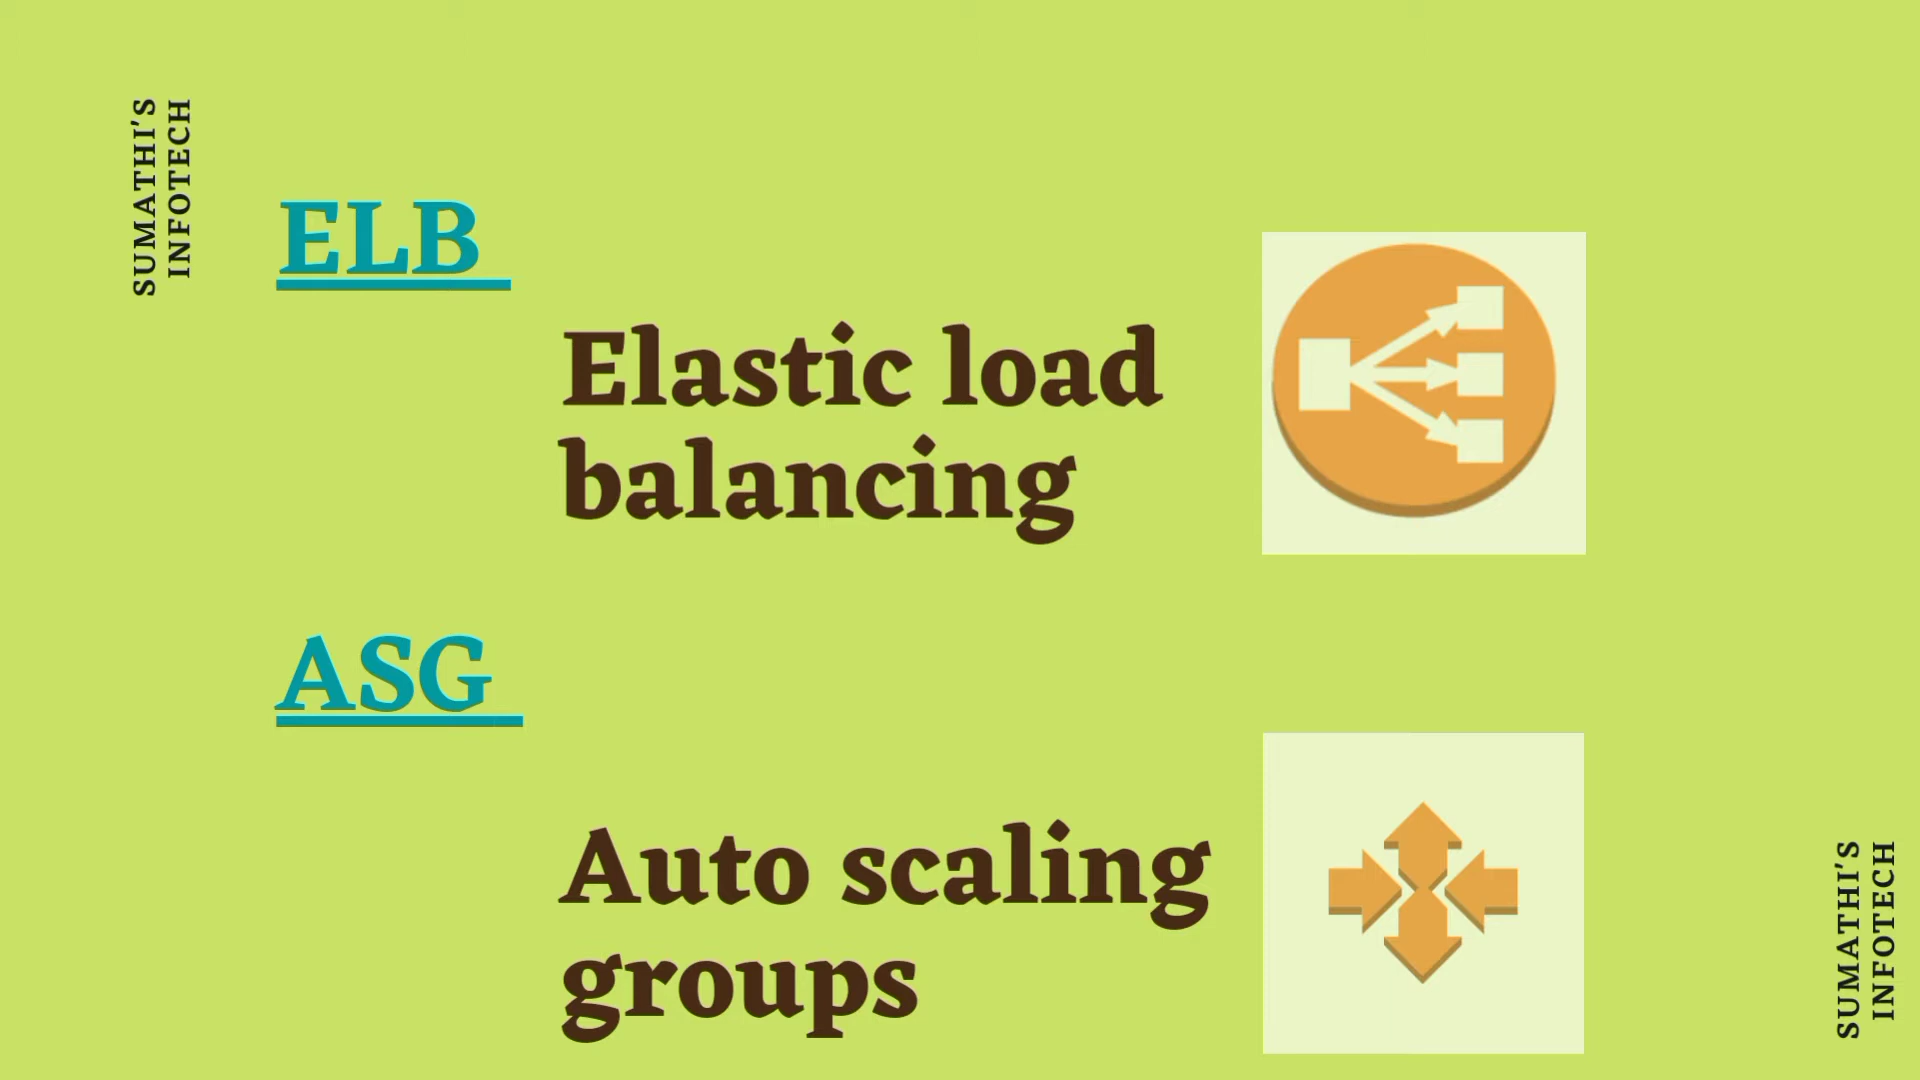 SUMATHI'S
INFOTECH
ELB
Elastic load
balancing
ASG
Auto scaling
groups
SUMATHI'S
INFOTECH